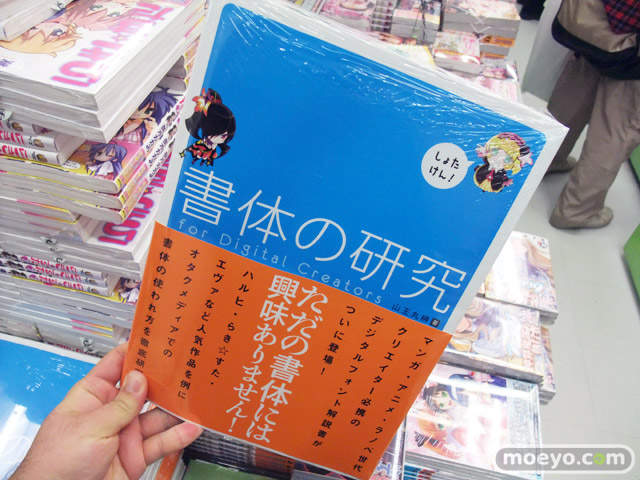 しょた
けん!
書体の研究
for Digital Creators
山王丸榊 著
マンガ・アニメ・ラノベ世代
クリエイター必携の
デジタルフォント解説書が
ついに登場!
ただの書体には
興味ありません!
ハルヒ・らき☆すた・
エヴァなど人気作品を例に
オタクメディアでの
書体の使われ方を徹底研
moeyo.com